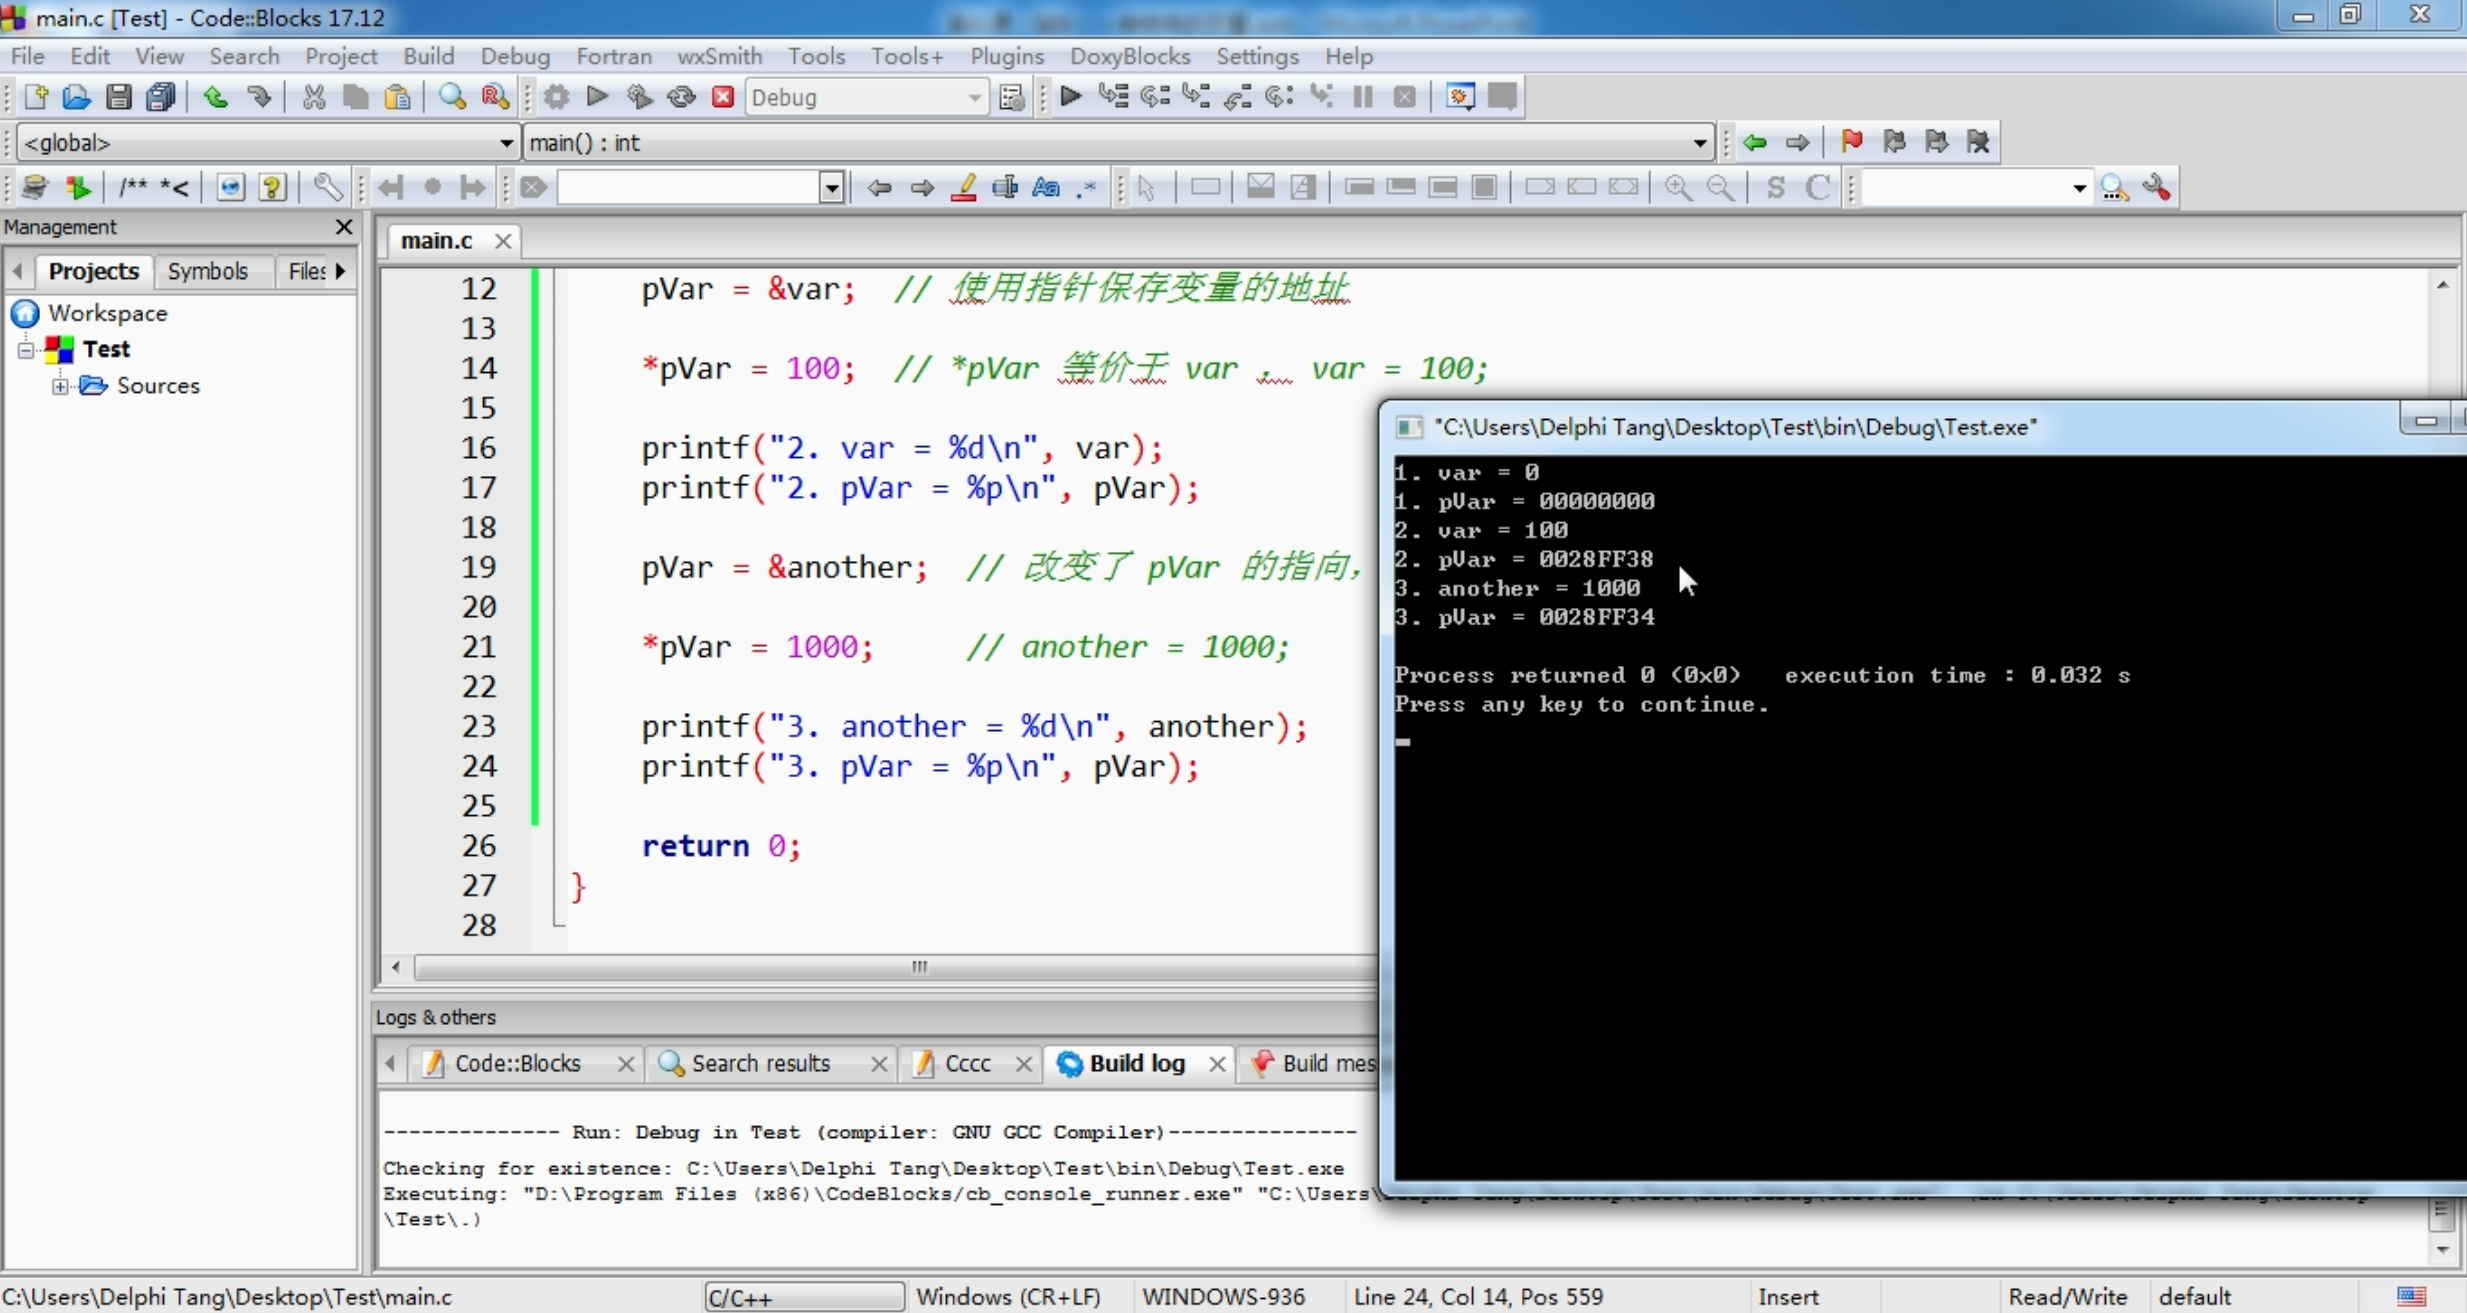 main.c [Test] - Code::Blocks 17.12
File Edit View Search Project Build Debug Fortran wxSmith Tools Tools+ Plugins DoxyBlocks Settings Help
Debug
<global> main() : int
/** *<
S C
Management
Projects Symbols Files
Workspace
Test
Sources
main.c
12 pVar = &var; // 使用指针保存变量的地址
13
14 *pVar = 100; // *pVar 等价于 var ， var = 100;
15
16 printf("2. var = %d\n", var);
17 printf("2. pVar = %p\n", pVar);
18
19 pVar = &another; // 改变了 pVar 的指向，
20
21 *pVar = 1000; // another = 1000;
22
23 printf("3. another = %d\n", another);
24 printf("3. pVar = %p\n", pVar);
25
26 return 0;
27 }
28
"C:\Users\Delphi Tang\Desktop\Test\bin\Debug\Test.exe"
1. var = 0
1. pVar = 00000000
2. var = 100
2. pVar = 0028FF38
3. another = 1000
3. pVar = 0028FF34
Process returned 0 (0x0) execution time : 0.032 s
Press any key to continue.
Logs & others
Code::Blocks Search results Cccc Build log Build mes
-------------- Run: Debug in Test (compiler: GNU GCC Compiler)---------------
Checking for existence: C:\Users\Delphi Tang\Desktop\Test\bin\Debug\Test.exe
Executing: "D:\Program Files (x86)\CodeBlocks/cb_console_runner.exe" "C:\Users\
\Test\.)
C:\Users\Delphi Tang\Desktop\Test\main.c C/C++ Windows (CR+LF) WINDOWS-936 Line 24, Col 14, Pos 559 Insert Read/Write default